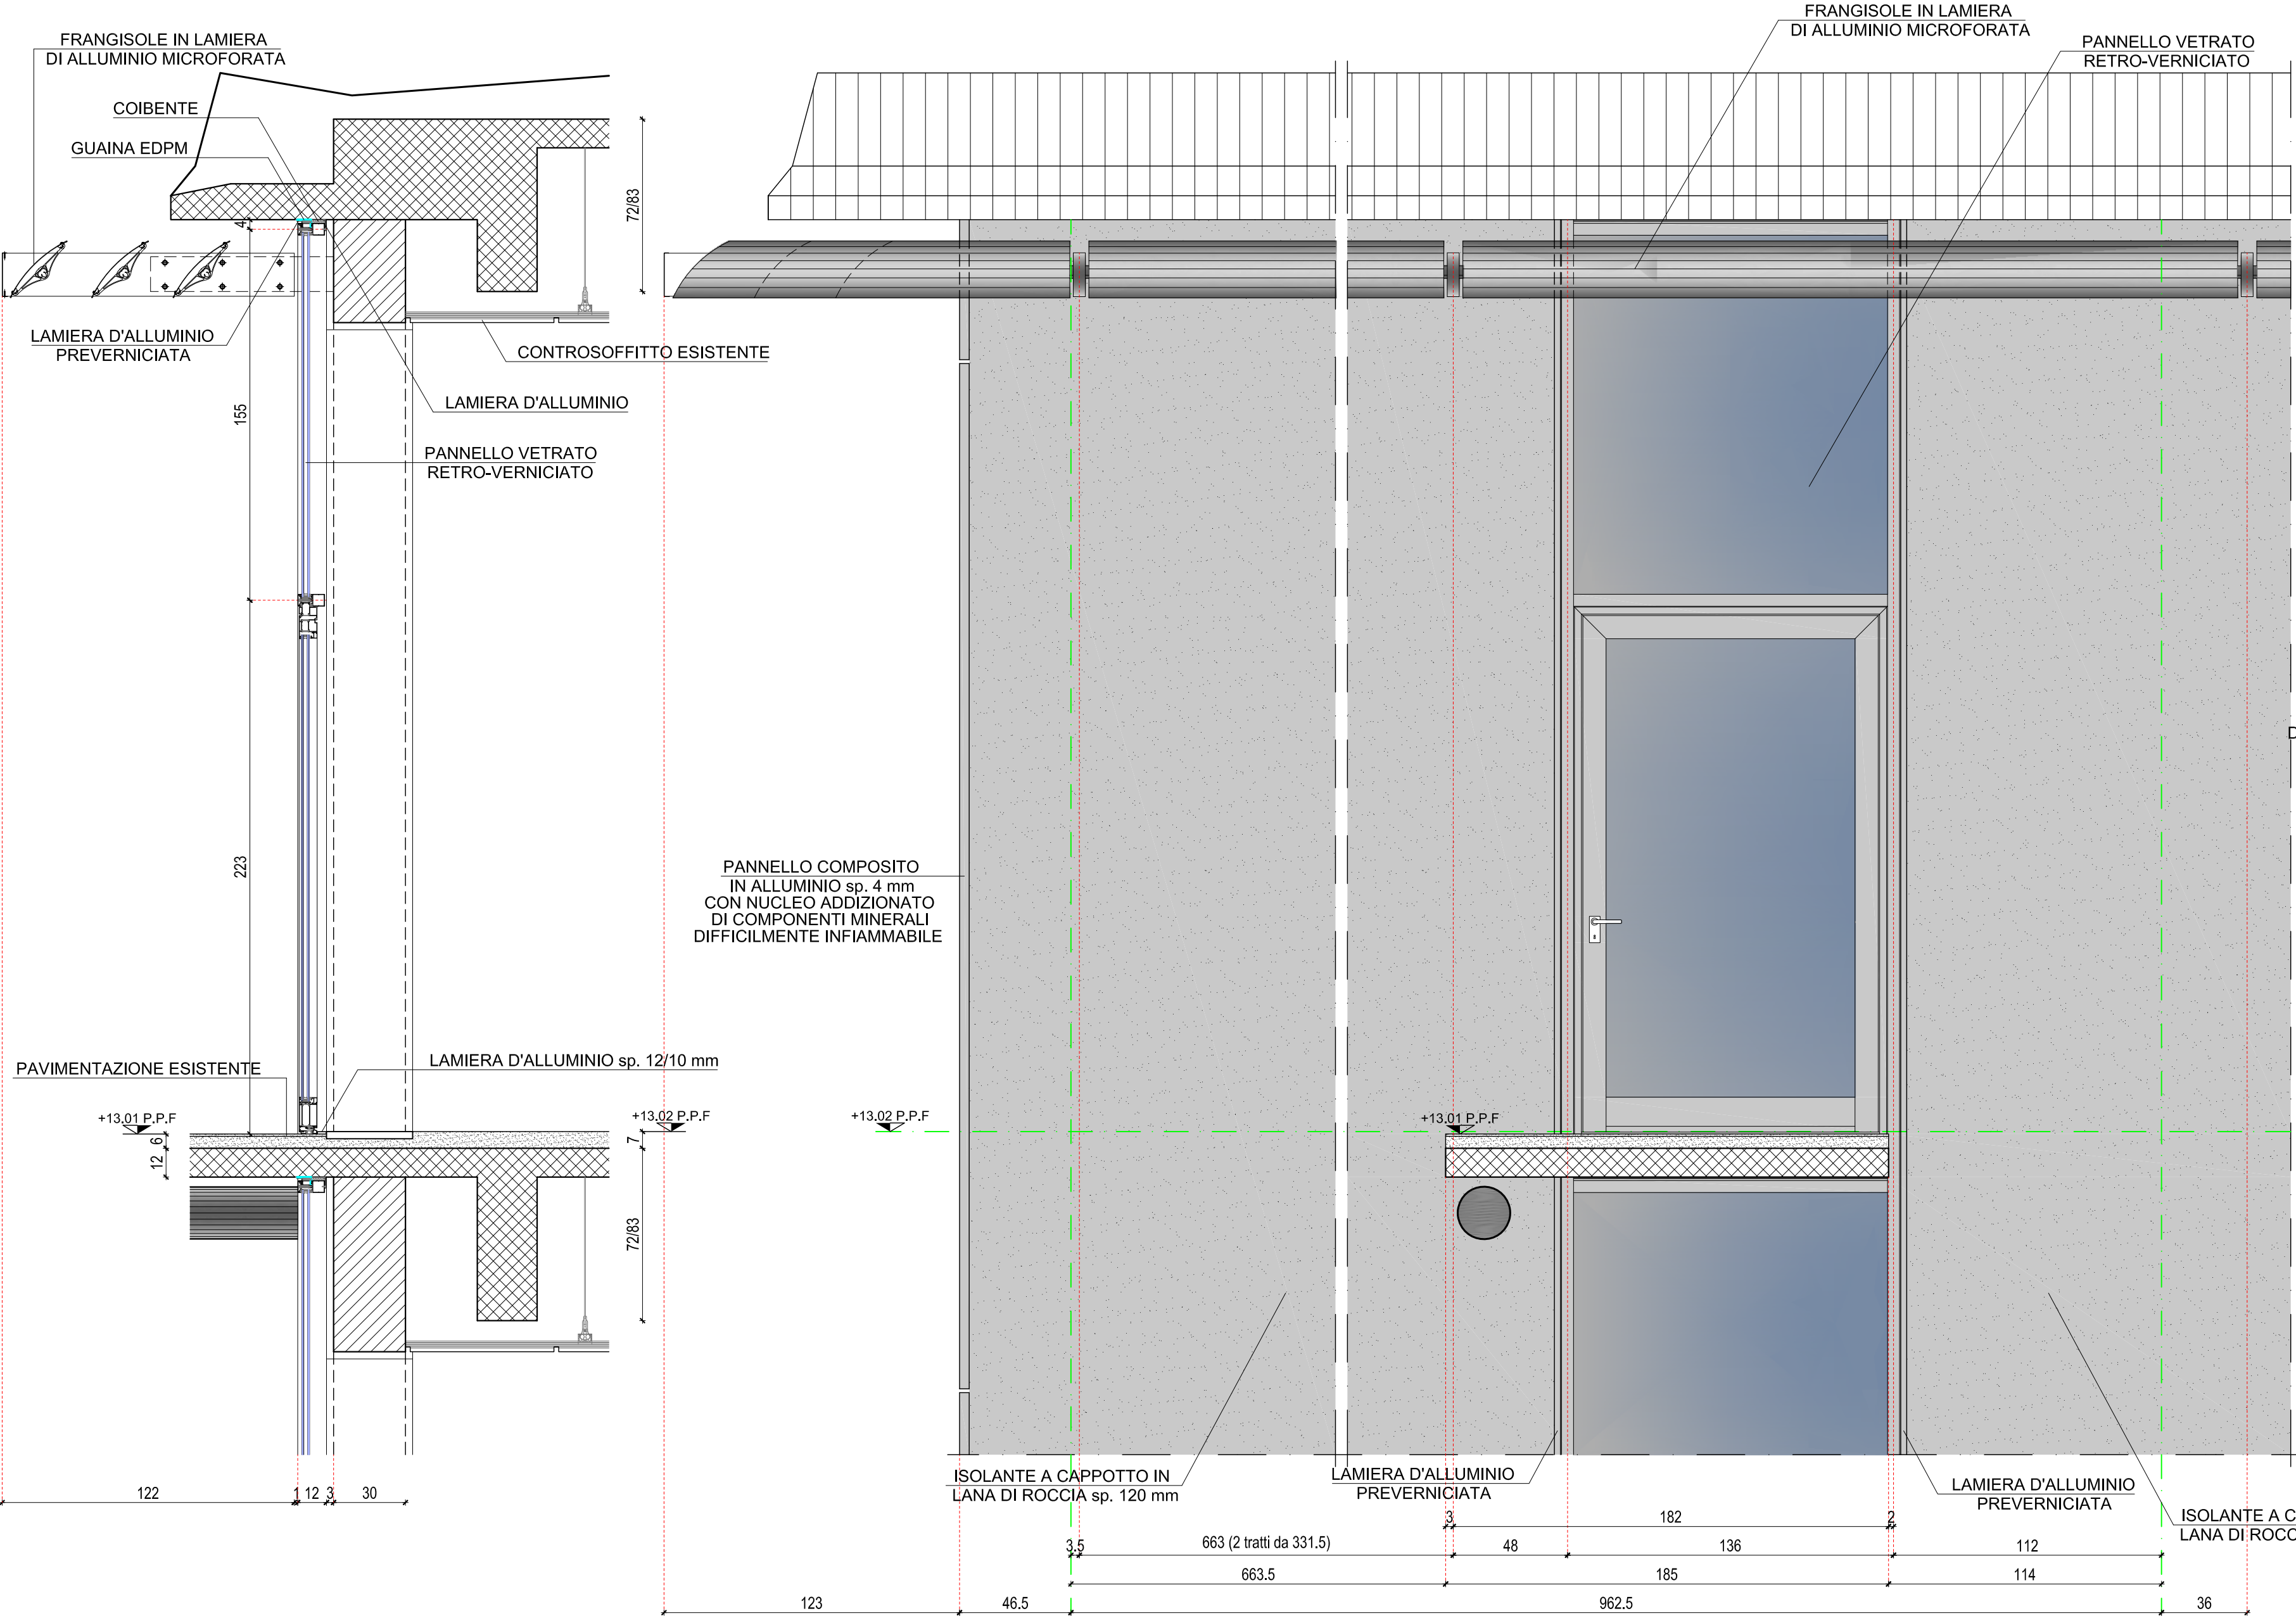 FRANGISOLE IN LAMIERA
DI ALLUMINIO MICROFORATA
COIBENTE
GUAINA EDPM
LAMIERA D'ALLUMINIO
PREVERNICIATA
CONTROSOFFITTO ESISTENTE
LAMIERA D'ALLUMINIO
PANNELLO VETRATO
RETRO-VERNICIATO
72/83
4
155
223
PAVIMENTAZIONE ESISTENTE
LAMIERA D'ALLUMINIO sp. 12/10 mm
+13.01 P.P.F
+13.02 P.P.F
6
12
7
72/83
122
1
12
3
30
FRANGISOLE IN LAMIERA
DI ALLUMINIO MICROFORATA
PANNELLO VETRATO
RETRO-VERNICIATO
PANNELLO COMPOSITO
IN ALLUMINIO sp. 4 mm
CON NUCLEO ADDIZIONATO
DI COMPONENTI MINERALI
DIFFICILMENTE INFIAMMABILE
D
+13.02 P.P.F
+13.01 P.P.F
ISOLANTE A CAPPOTTO IN
LANA DI ROCCIA sp. 120 mm
LAMIERA D'ALLUMINIO
PREVERNICIATA
LAMIERA D'ALLUMINIO
PREVERNICIATA
ISOLANTE A C
LANA DI ROCC
3
182
2
3.5
663 (2 tratti da 331.5)
48
136
112
663.5
185
114
123
46.5
962.5
36